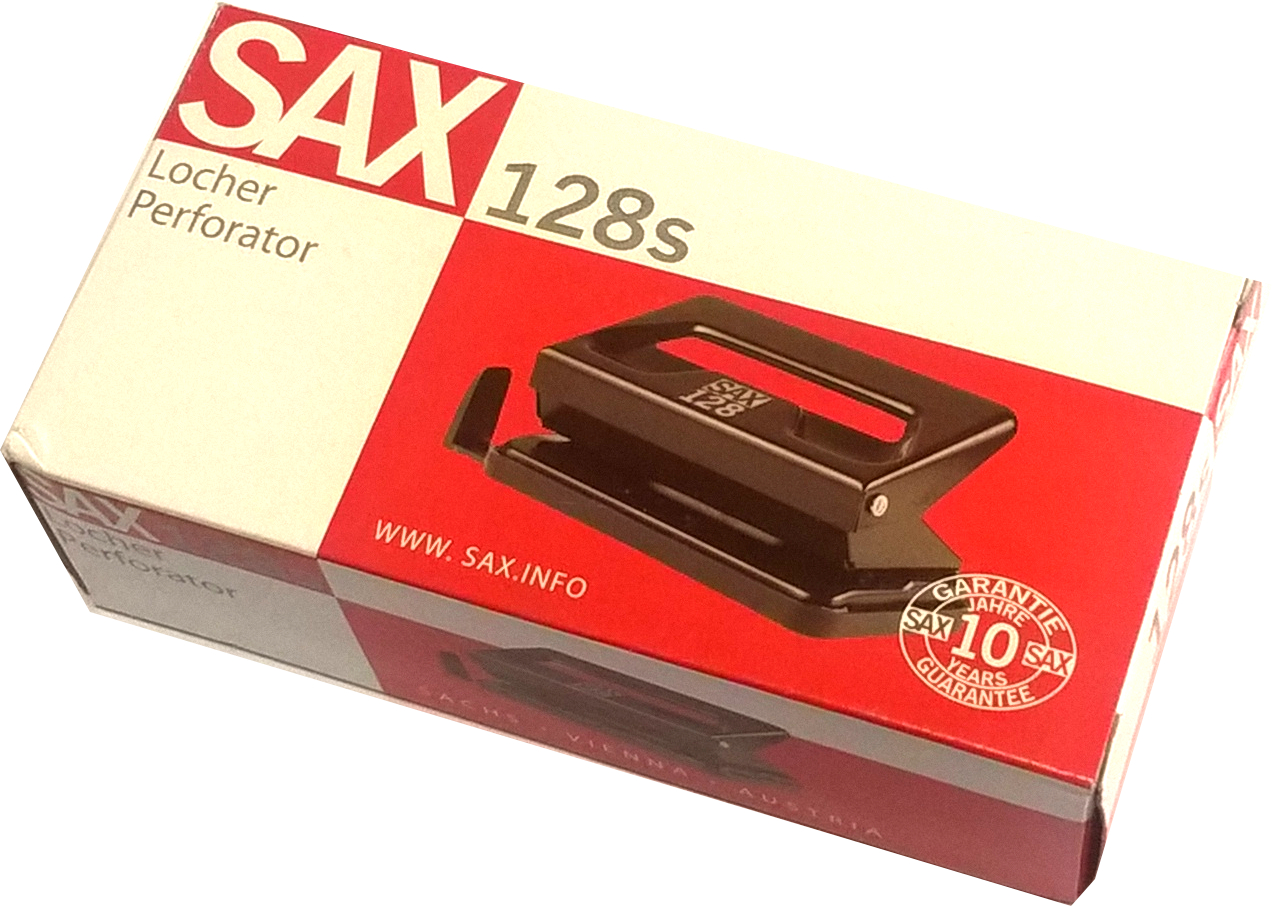 SAX
128s
Locher
Perforator
SAX
128
WWW. SAX.INFO
GARANTIE
JAHRE
SAX 10 SAX
YEARS
GUARANTEE
SAX
Locher
Perforator
SACHS - VIENNA - AUSTRIA